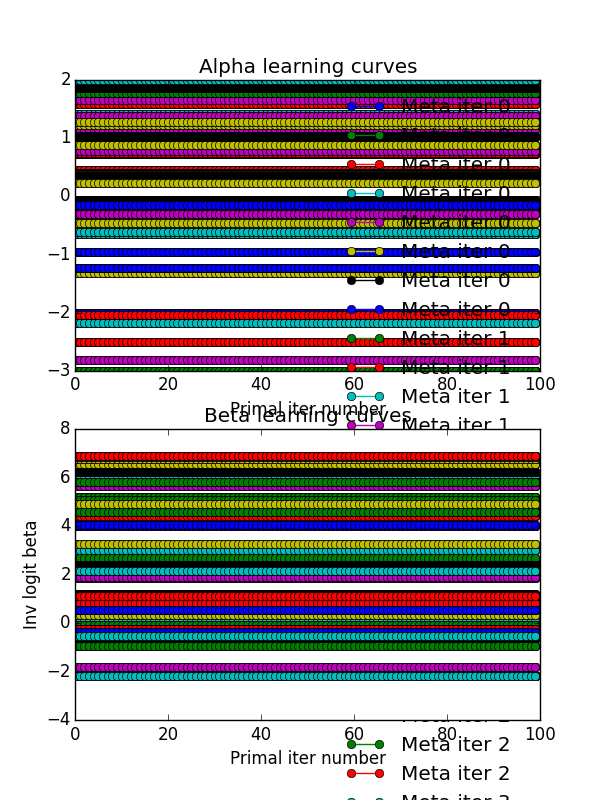 Alpha learning curves
2
1
0
−1
−2
−3
Meta iter 0
Meta iter 0
Meta iter 0
Meta iter 0
Meta iter 0
Meta iter 0
Meta iter 0
Meta iter 1
Meta iter 1
Meta iter 1
Meta iter 1
0
20
40
60
80
100
Primal iter number
Beta learning curves
Inv logit beta
8
6
4
2
0
−2
−4
0
20
40
60
80
100
Primal iter number
Meta iter 2
Meta iter 2
Meta iter 3